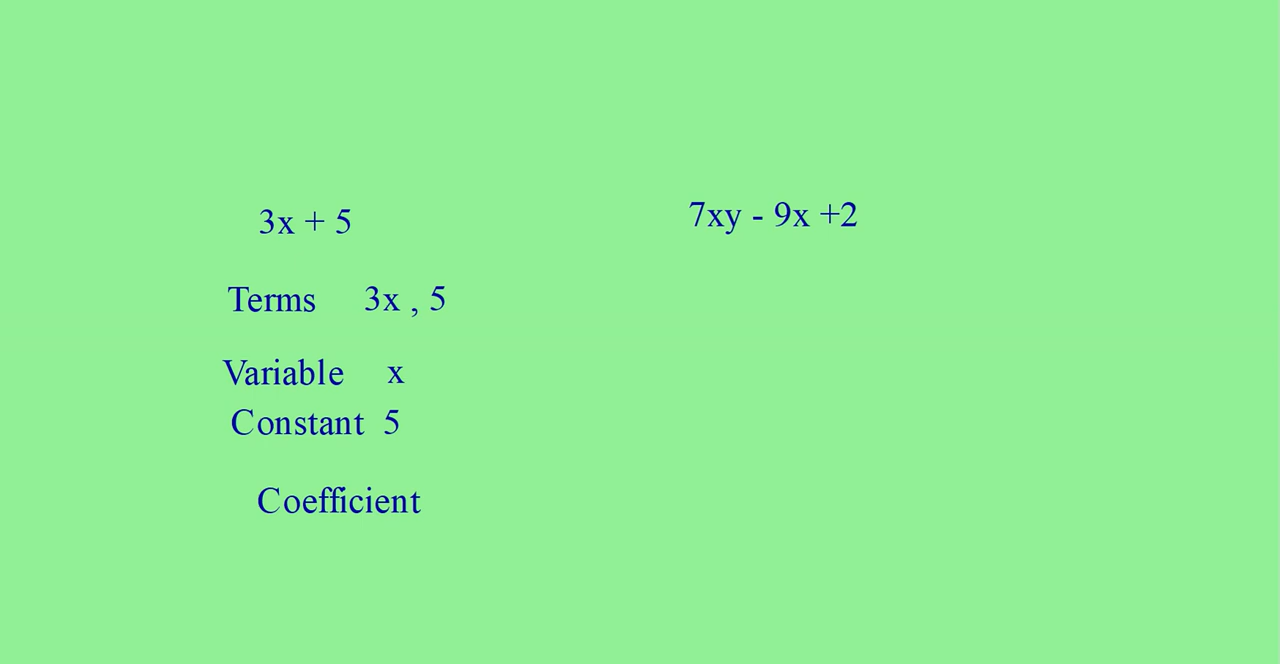 3x + 5
7xy - 9x +2
Terms 3x , 5
Variable x
Constant 5
Coefficient